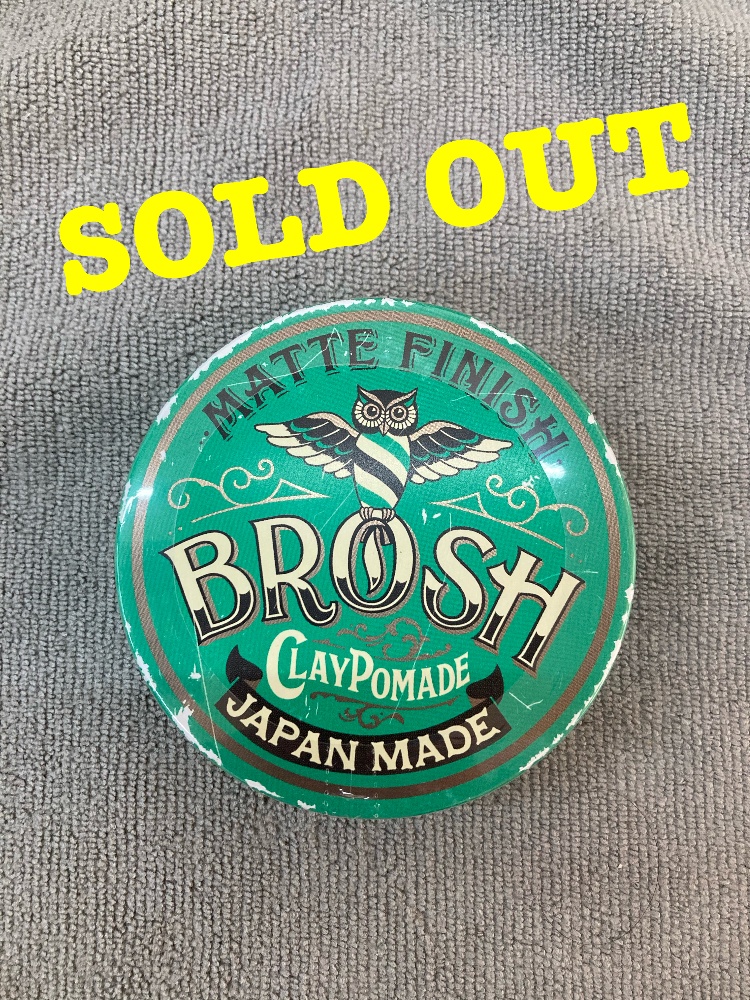 SOLD OUT
MATTE FINISH
BROSH
CLAYPOMADE
JAPAN MADE